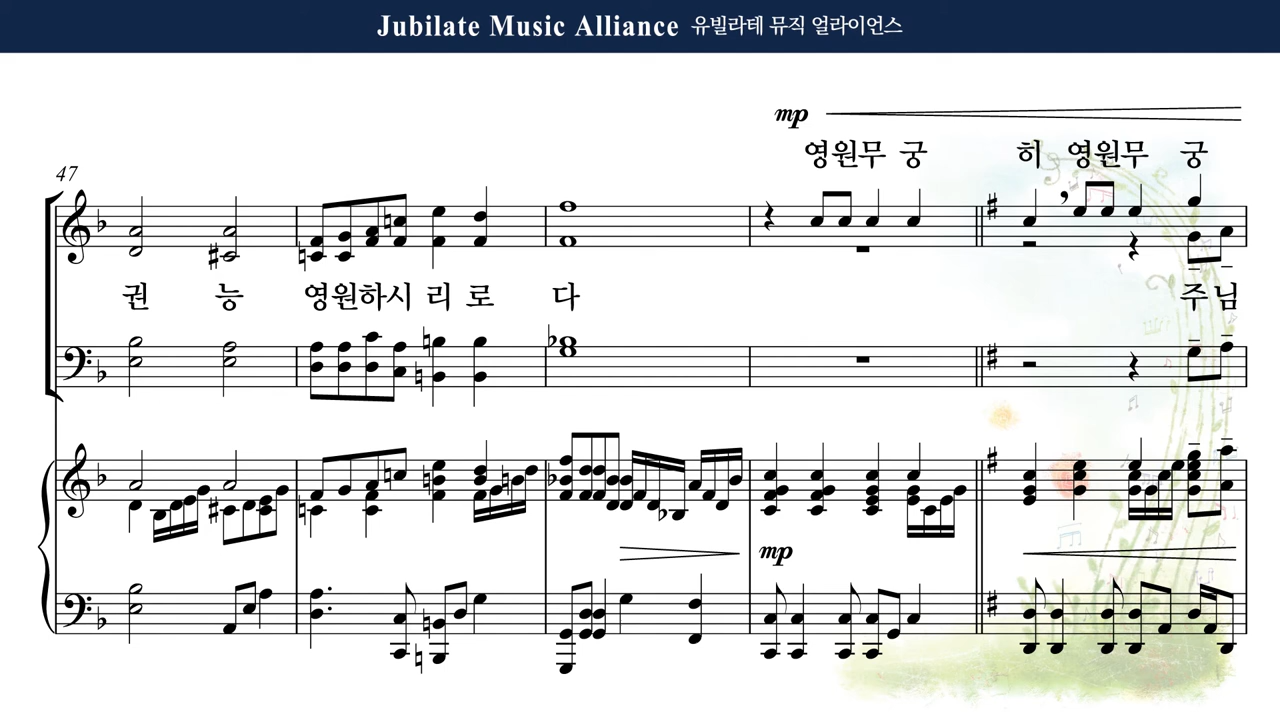 Jubilate Music Alliance 유빌라테 뮤직 얼라이언스
mp
영원무 궁 히 영원무 궁
47
권 능 영원하시 리 로 다 주님
mp